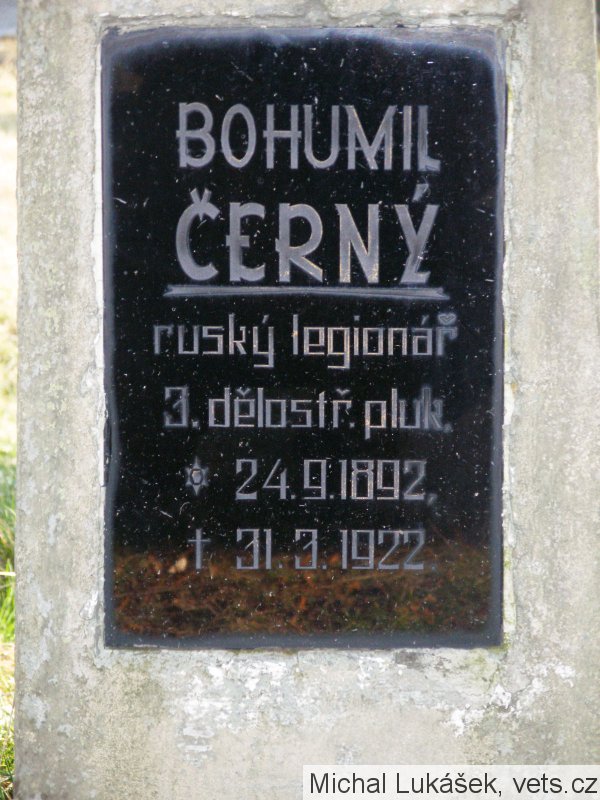 BOHUMIL
ČERNÝ
ruský legionář
3. dělostř. pluk.
* 24.9.1892,
† 31.3.1922.
Michal Lukášek, vets.cz